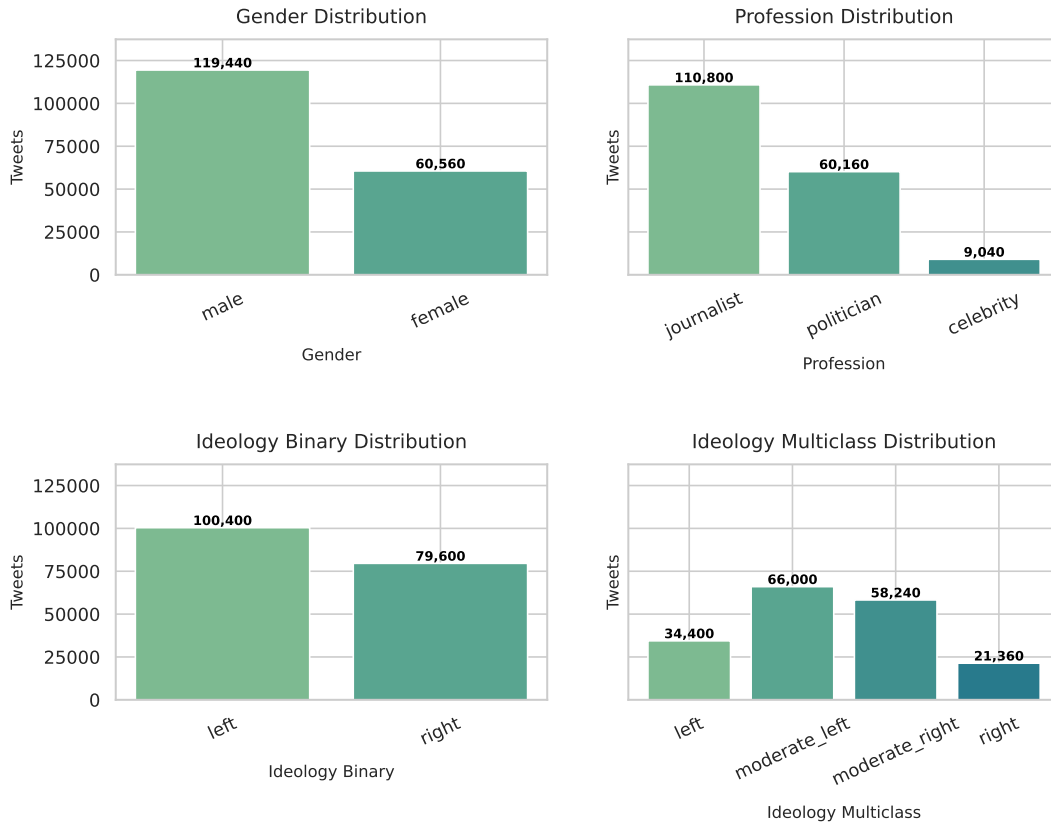 Gender Distribution
125000
100000
75000
50000
25000
0
Tweets
119,440
60,560
male
female
Gender
Profession Distribution
Tweets
110,800
60,160
9,040
journalist
politician
celebrity
Profession
Ideology Binary Distribution
125000
100000
75000
50000
25000
0
Tweets
100,400
79,600
left
right
Ideology Binary
Ideology Multiclass Distribution
Tweets
34,400
66,000
58,240
21,360
left
moderate_left
moderate_right
right
Ideology Multiclass